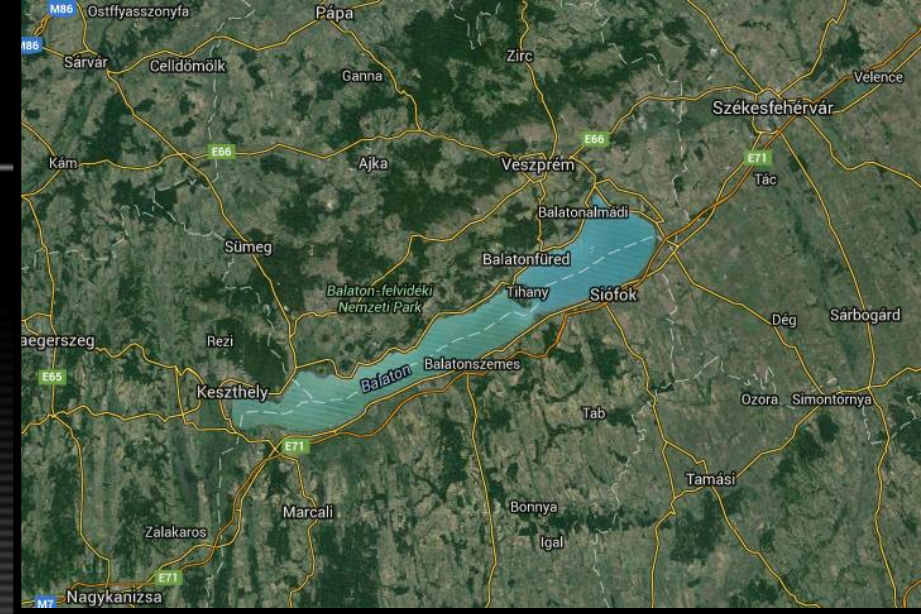 M86
Ostffyasszonyfa
Pápa
M86
Sárvár
Celldömölk
Ganna
Zirc
Velence
Székesfehérvár
Kám
E66
Ajka
Veszprém
E66
E71
Tác
Balatonalmádi
Sümeg
Balatonfüred
Balaton-felvidéki
Nemzeti Park
Tihany
Siófok
Dég
Sárbogárd
aegerszeg
Rezi
E65
Keszthely
Balaton
Balatonszemes
Ozora
Simontornya
Tab
E71
Tamási
Marcali
Bonnya
Zalakaros
Igal
E71
Nagykanizsa
M7